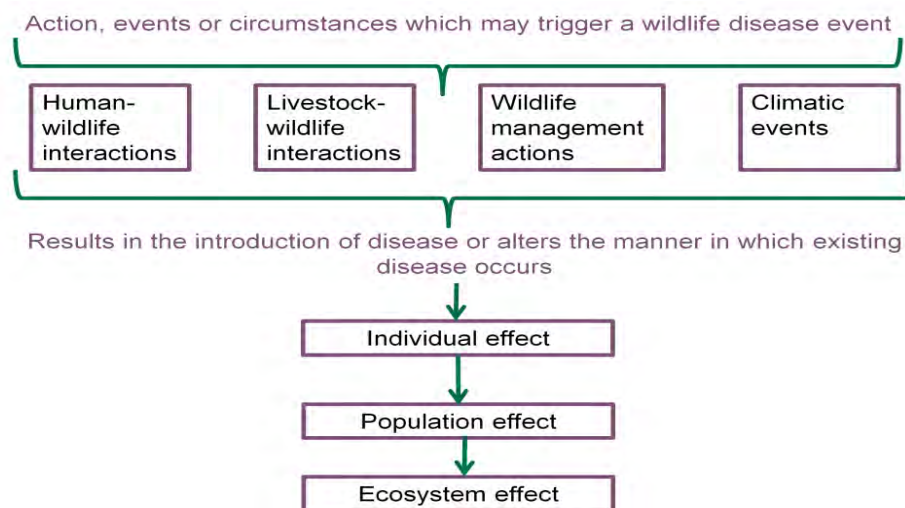 Action, events or circumstances which may trigger a wildlife disease event
Human-
wildlife
interactions
Livestock-
wildlife
interactions
Wildlife
management
actions
Climatic
events
Results in the introduction of disease or alters the manner in which existing
disease occurs
Individual effect
Population effect
Ecosystem effect